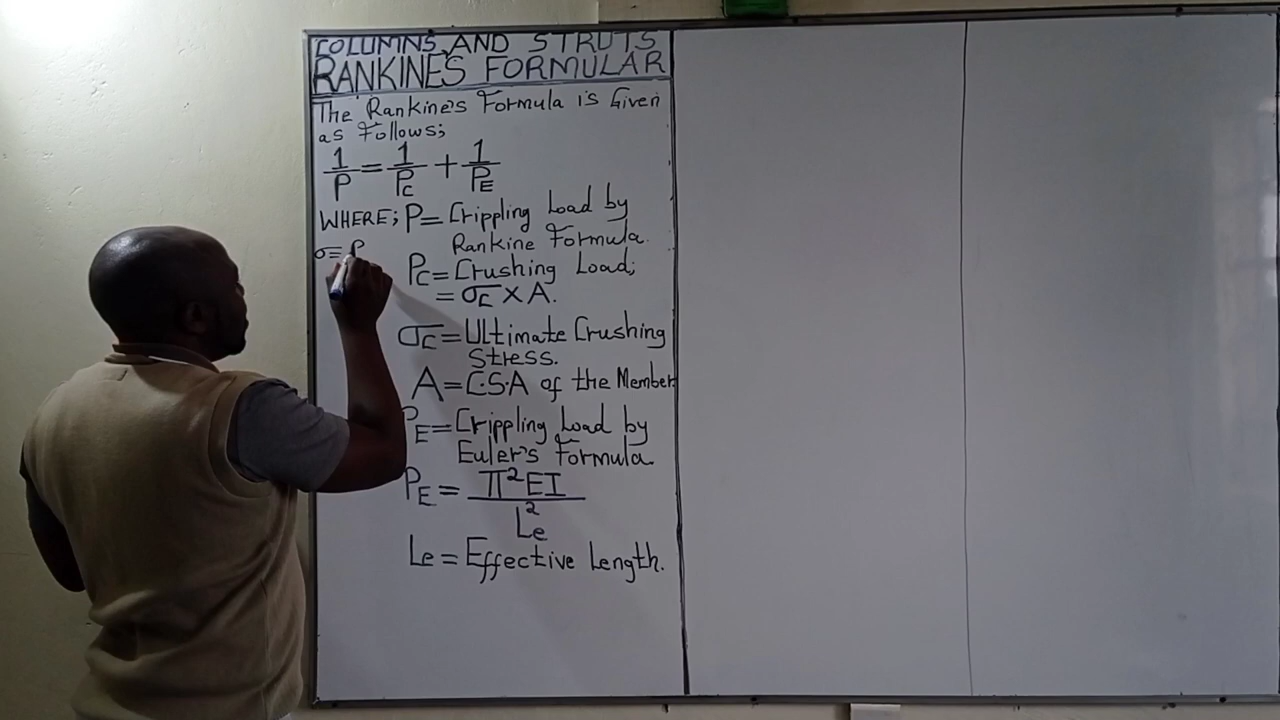 COLUMNS AND STRUTS
RANKINES FORMULAR
The Rankine's Formula is Given
as Follows;
1/P = 1/Pc + 1/PE
WHERE; P = Crippling Load by
Rankine Formula.
σ = P
Pc = Crushing Load;
= σc × A.
σc = Ultimate Crushing
Stress.
A = C.S.A of the Member
PE = Crippling Load by
Euler's Formula.
PE = π²EI / Le²
Le = Effective Length.